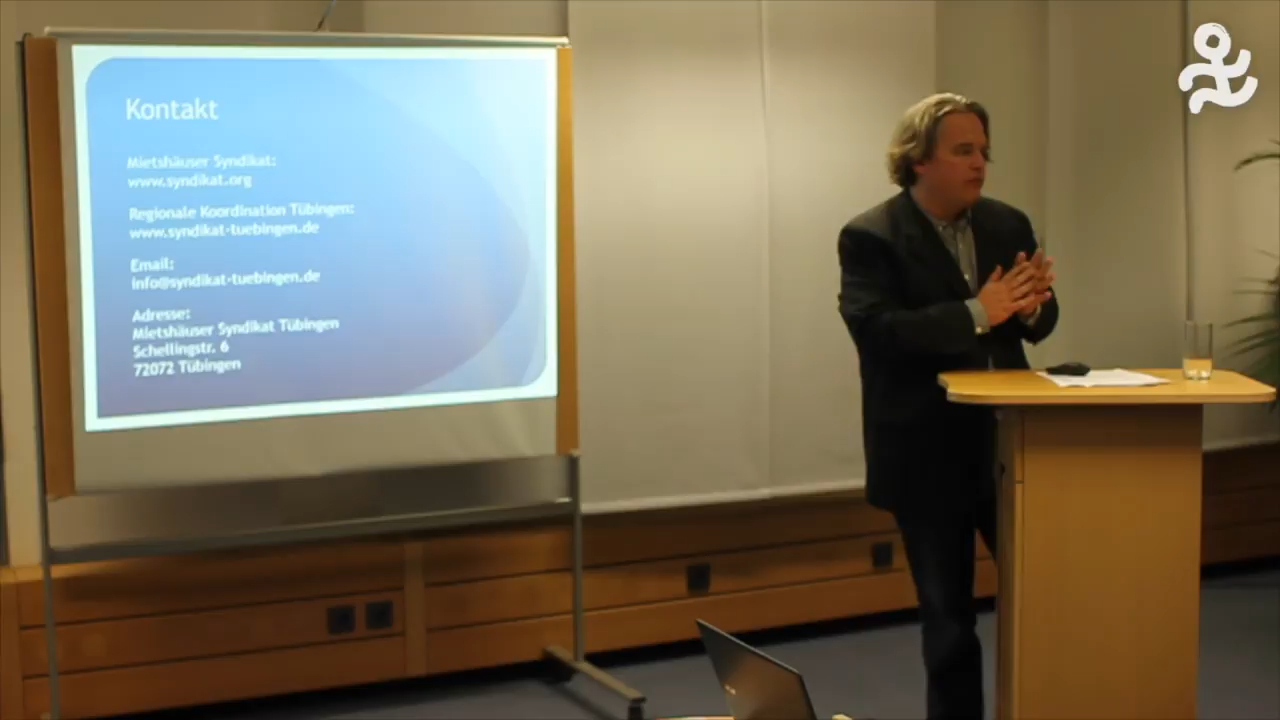 Kontakt
Mietshäuser Syndikat:
www.syndikat.org
Regionale Koordination Tübingen:
www.syndikat-tuebingen.de
Email:
info@syndikat-tuebingen.de
Adresse:
Mietshäuser Syndikat Tübingen
Schellingstr. 6
72072 Tübingen